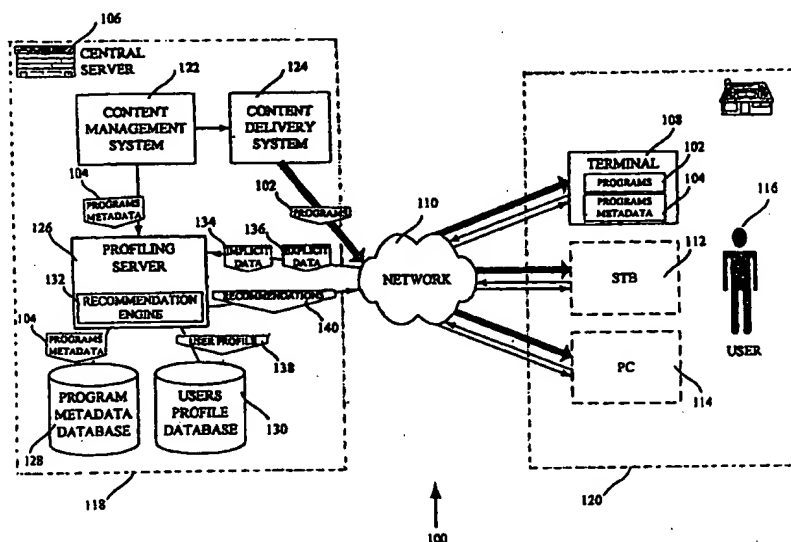 106
CENTRAL
SERVER
122
124
CONTENT
MANAGEMENT
SYSTEM
CONTENT
DELIVERY
SYSTEM
108
TERMINAL
102
PROGRAMS
104
PROGRAMS
METADATA
116
104
PROGRAMS
METADATA
102
PROGRAMS
110
126
134
136
PROFILING
SERVER
IMPLICIT
DATA
EXPLICIT
DATA
NETWORK
112
STB
132
RECOMMENDATION
ENGINE
RECOMMENDATIONS
140
104
PROGRAMS
METADATA
USER PROFILE
138
USER
PC
114
PROGRAM
METADATA
DATABASE
128
USERS
PROFILE
DATABASE
130
118
120
100